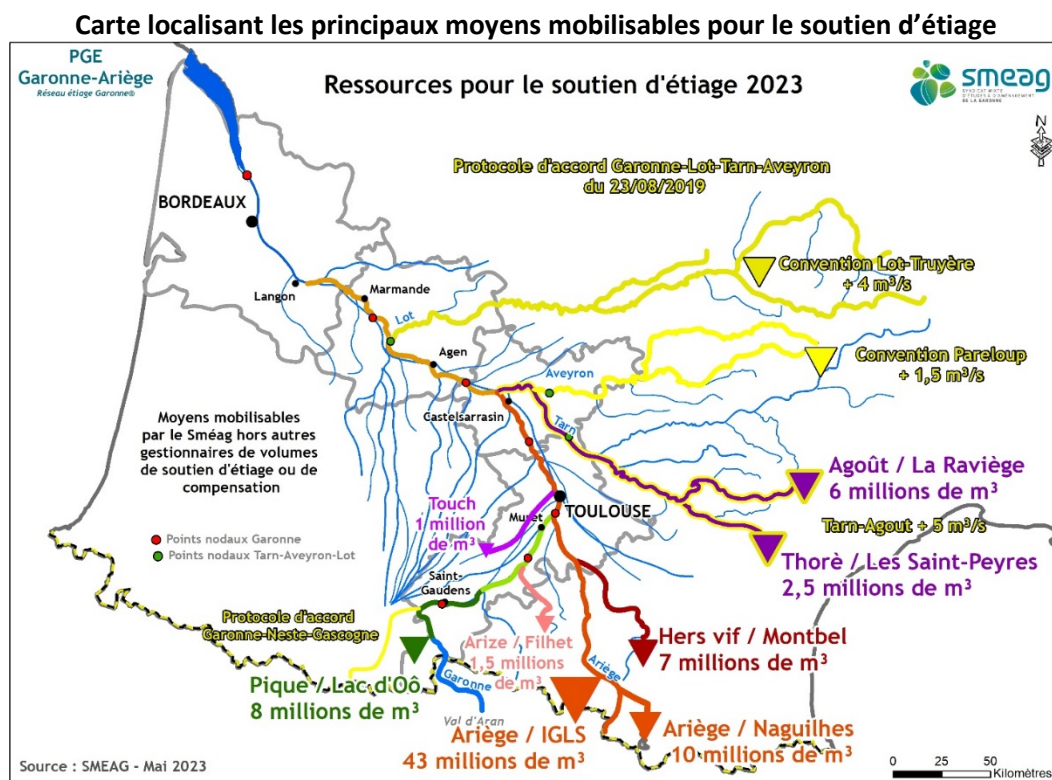 Carte localisant les principaux moyens mobilisables pour le soutien d'étiage
PGE
Garonne-Ariège
Réseau étiage Garonne®
Ressources pour le soutien d'étiage 2023
smeag
SYNDICAT MIXTE
D'ÉTUDES & D'AMÉNAGEMENT
DE LA GARONNE
N
Protocole d'accord Garonne-Lot-Tarn-Aveyron
du 23/08/2019
BORDEAUX
Convention Lot-Truyère
+ 4 m³/s
Langon
Marmande
Lot
Agen
Aveyron
Convention Pareloup
+ 1,5 m³/s
Castelsarrasin
Tarn
Moyens mobilisables
par le Sméag hors autres
gestionnaires de volumes
de soutien d'étiage ou de
compensation
Agoût / La Raviège
6 millions de m³
Touch
1 million
de m³
Muret
TOULOUSE
Tarn-Agout + 5 m³/s
Points nodaux Garonne
Points nodaux Tarn-Aveyron-Lot
Thorè / Les Saint-Peyres
2,5 millions de m³
Saint-
Gaudens
Protocole d'accord
Garonne-Neste-Gascogne
Arize / Filhet
1,5 millions
de m³
Hers vif / Montbel
7 millions de m³
Pique / Lac d'Oô
8 millions de m³
Garonne
Ariège
Val d'Aran
Ariège / IGLS
43 millions de m³
Ariège / Naguilhes
10 millions de m³
Source : SMEAG - Mai 2023
0 25 50
Kilomètres